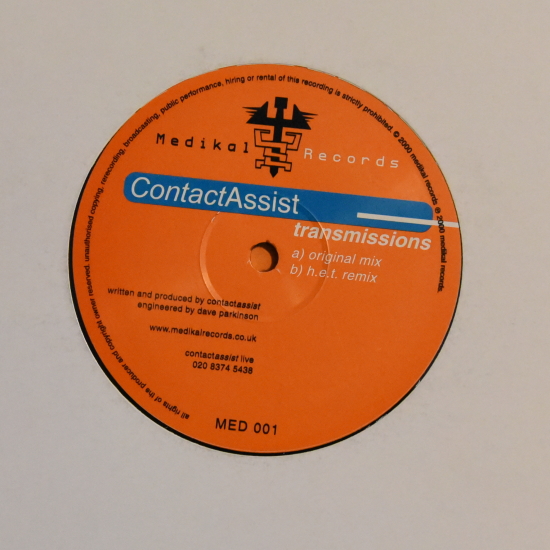 all rights of the producer and copyright owner reserved. unauthorised copying, rerecording, broadcasting, public performance, hiring or rental of this recording is strictly prohibited. ℗ 2000 medikal records © 2000 medikal records.
Medikal Records
ContactAssist
transmissions
a) original mix
b) h.e.t. remix
written and produced by contactassist
engineered by dave parkinson
www.medikalrecords.co.uk
contactassist live
020 8374 5438
MED 001